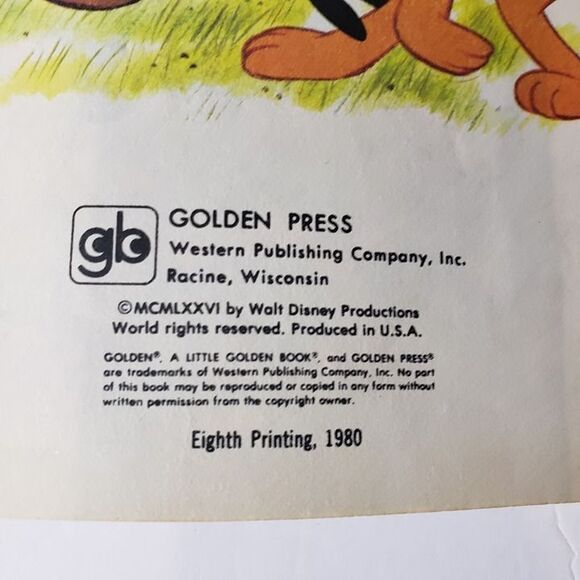 gb
GOLDEN PRESS
Western Publishing Company, Inc.
Racine, Wisconsin
©MCMLXXVI by Walt Disney Productions
World rights reserved. Produced in U.S.A.
GOLDEN®, A LITTLE GOLDEN BOOK®, and GOLDEN PRESS®
are trademarks of Western Publishing Company, Inc. No part
of this book may be reproduced or copied in any form without
written permission from the copyright owner.
Eighth Printing, 1980